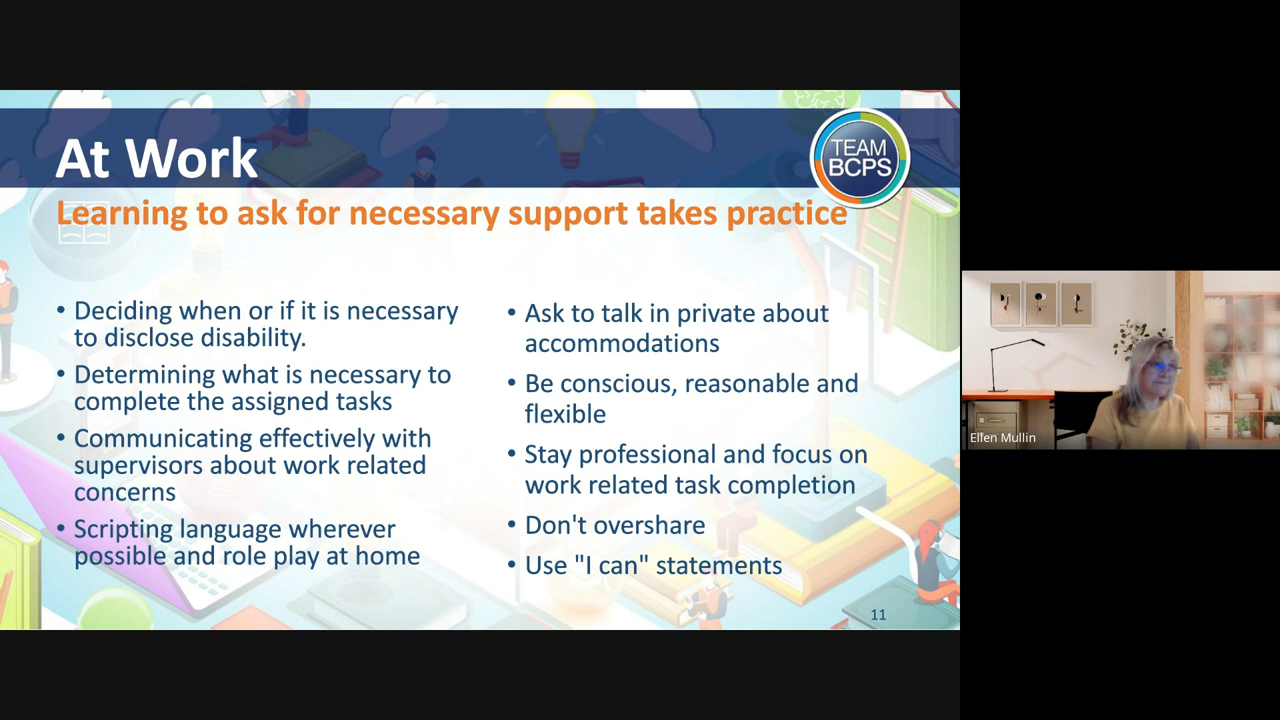 At Work
TEAM
BCPS
Learning to ask for necessary support takes practice
• Deciding when or if it is necessary
to disclose disability.
• Determining what is necessary to
complete the assigned tasks
• Communicating effectively with
supervisors about work related
concerns
• Scripting language wherever
possible and role play at home
• Ask to talk in private about
accommodations
• Be conscious, reasonable and
flexible
• Stay professional and focus on
work related task completion
• Don't overshare
• Use "I can" statements
11
Ellen Mullin